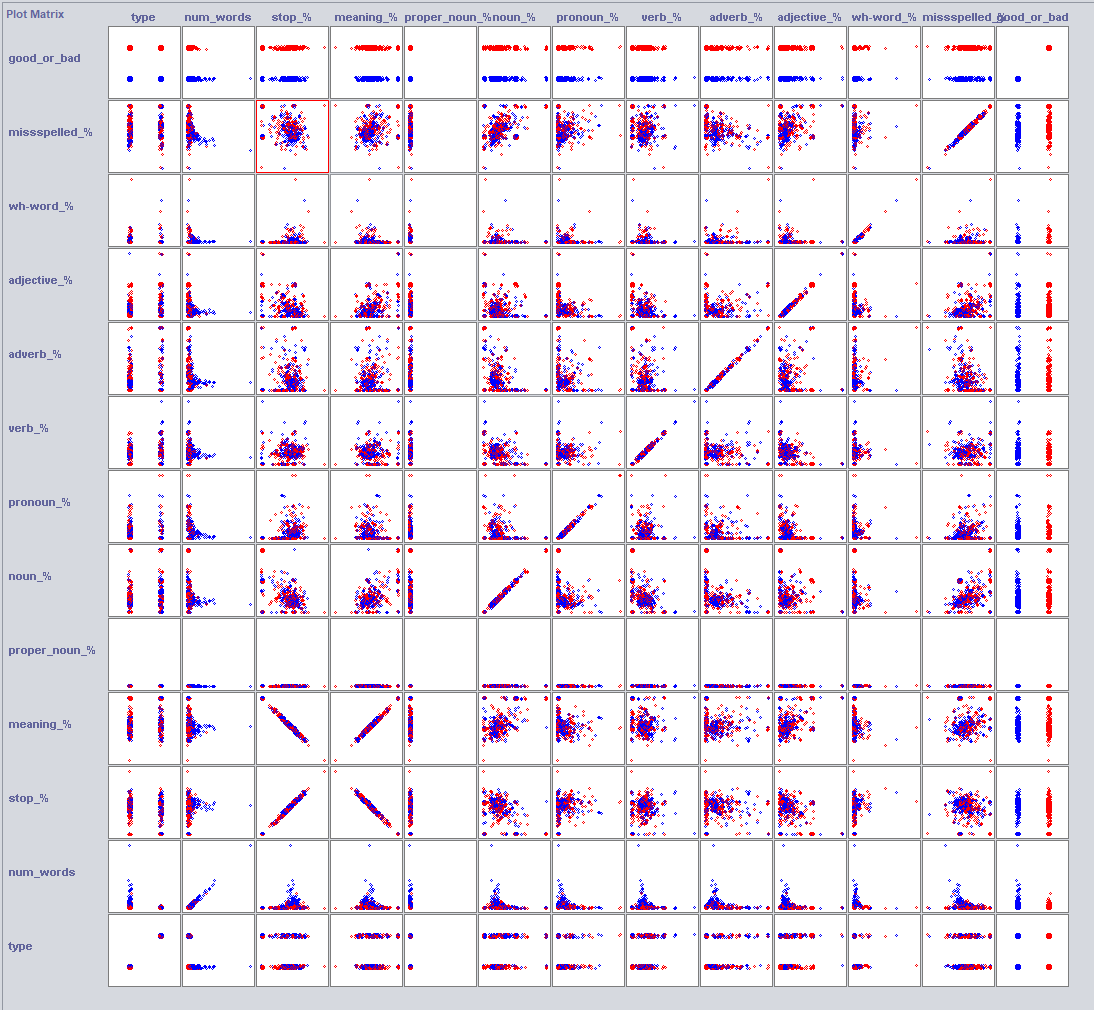 Plot Matrix
type num_words stop_% meaning_% proper_noun_% noun_% pronoun_% verb_% adverb_% adjective_% wh-word_% missspelled_% good_or_bad
good_or_bad
missspelled_%
wh-word_%
adjective_%
adverb_%
verb_%
pronoun_%
noun_%
proper_noun_%
meaning_%
stop_%
num_words
type